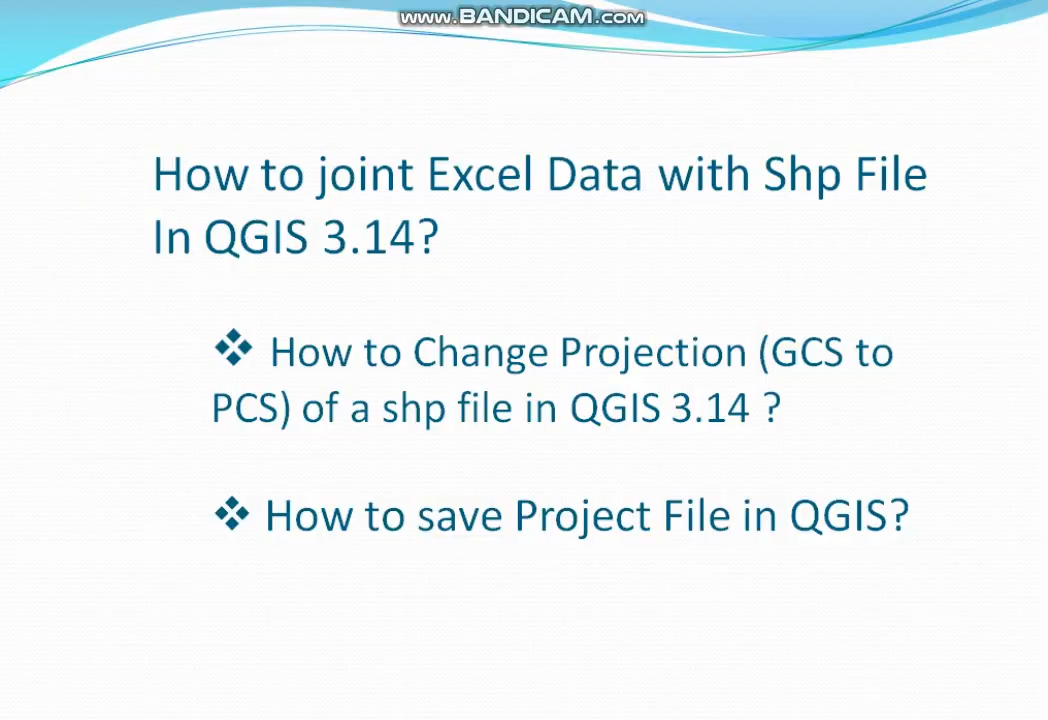 www.BANDICAM.com
How to joint Excel Data with Shp File
In QGIS 3.14?
❖ How to Change Projection (GCS to
PCS) of a shp file in QGIS 3.14 ?
❖ How to save Project File in QGIS?